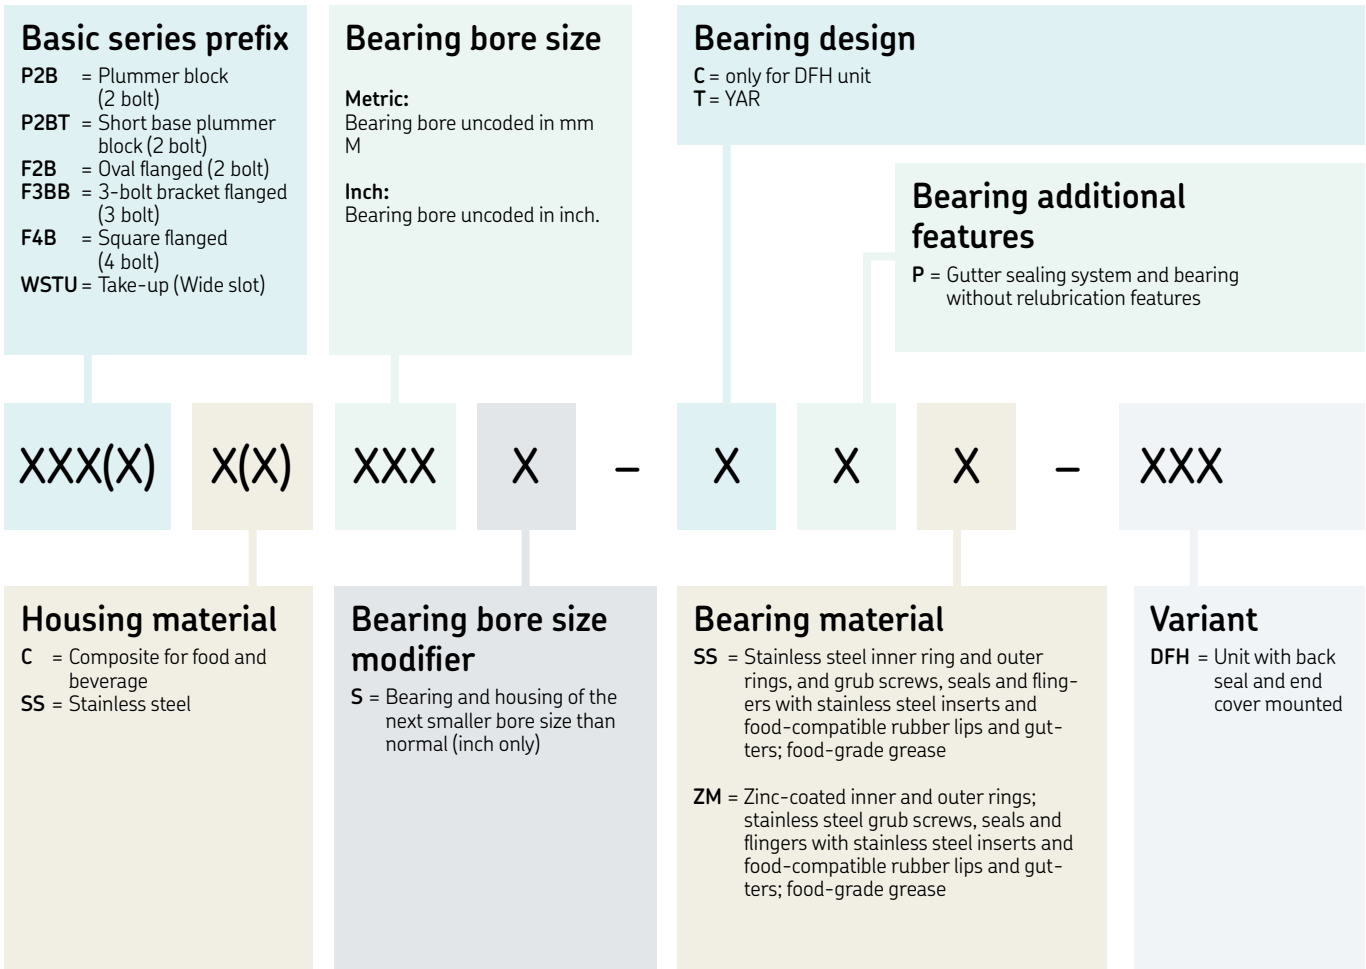 Basic series prefix
P2B = Plummer block
(2 bolt)
P2BT = Short base plummer
block (2 bolt)
F2B = Oval flanged (2 bolt)
F3BB = 3-bolt bracket flanged
(3 bolt)
F4B = Square flanged
(4 bolt)
WSTU = Take-up (Wide slot)
Bearing bore size
Metric:
Bearing bore uncoded in mm
M
Inch:
Bearing bore uncoded in inch.
Bearing design
C = only for DFH unit
T = YAR
Bearing additional
features
P = Gutter sealing system and bearing
without relubrication features
XXX(X) X(X) XXX X – X X X – XXX
Housing material
C = Composite for food and
beverage
SS = Stainless steel
Bearing bore size
modifier
S = Bearing and housing of the
next smaller bore size than
normal (inch only)
Bearing material
SS = Stainless steel inner ring and outer
rings, and grub screws, seals and fling-
ers with stainless steel inserts and
food-compatible rubber lips and gut-
ters; food-grade grease
ZM = Zinc-coated inner and outer rings;
stainless steel grub screws, seals and
flingers with stainless steel inserts and
food-compatible rubber lips and gut-
ters; food-grade grease
Variant
DFH = Unit with back
seal and end
cover mounted